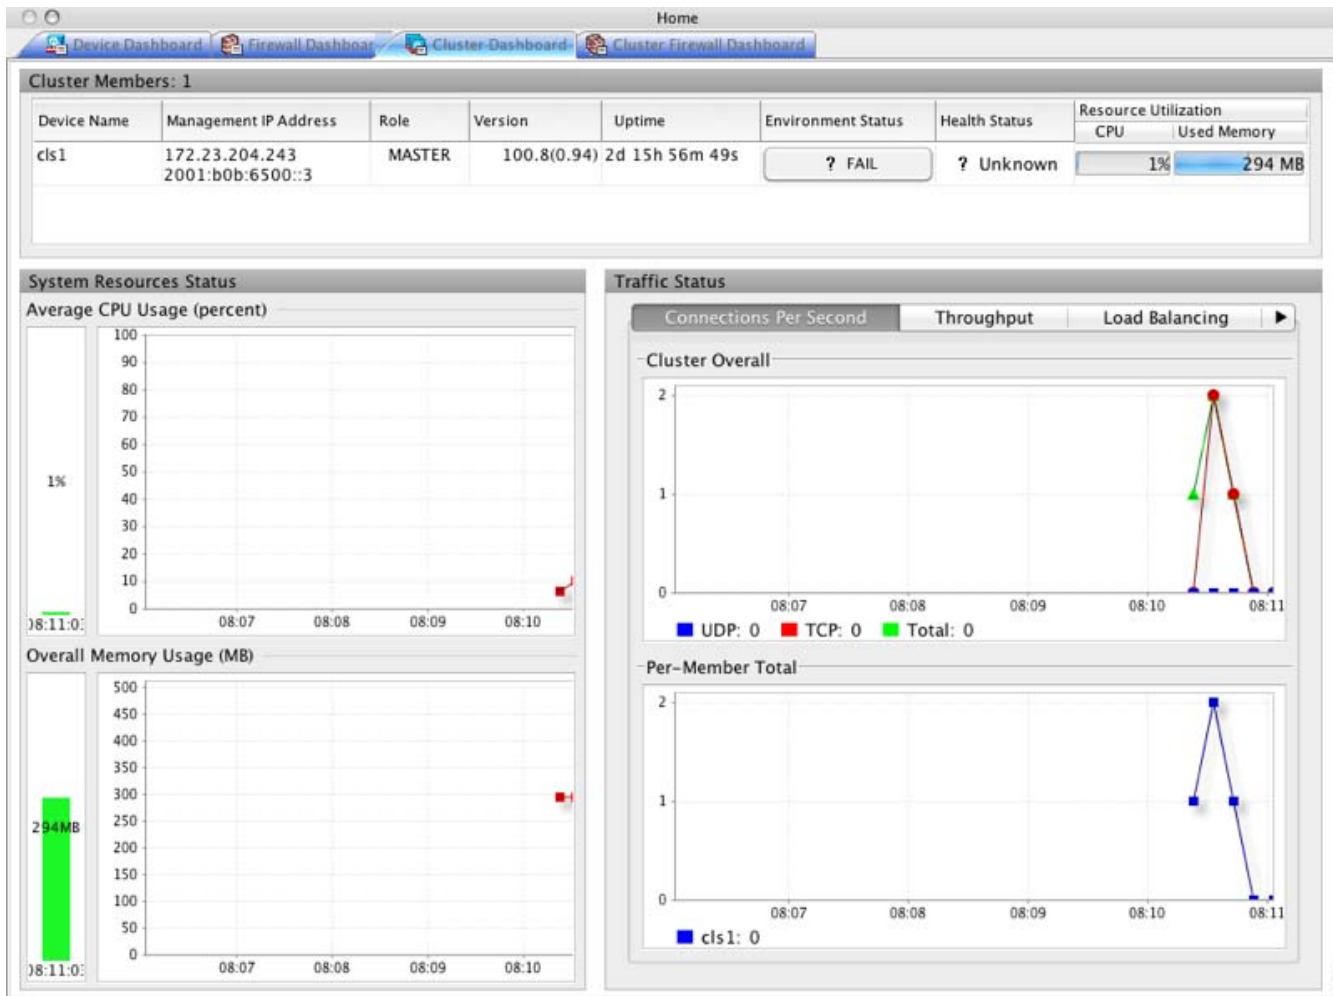 Home
Device Dashboard Firewall Dashboar Cluster Dashboard Cluster Firewall Dashboard
Cluster Members: 1
Device Name Management IP Address Role Version Uptime Environment Status Health Status Resource Utilization
CPU Used Memory
cls1 172.23.204.243 MASTER 100.8(0.94) 2d 15h 56m 49s ? FAIL ? Unknown 1% 294 MB
2001:b0b:6500::3
System Resources Status
Average CPU Usage (percent)
100
90
80
70
60
50
40
30
20
10
0
1%
08:11:03
08:07 08:08 08:09 08:10
Overall Memory Usage (MB)
500
450
400
350
300
250
200
150
100
50
0
294MB
08:11:03
08:07 08:08 08:09 08:10
Traffic Status
Connections Per Second Throughput Load Balancing
Cluster Overall
2
1
0
08:07 08:08 08:09 08:10 08:11
UDP: 0 TCP: 0 Total: 0
Per-Member Total
2
1
0
08:07 08:08 08:09 08:10 08:11
cls1: 0